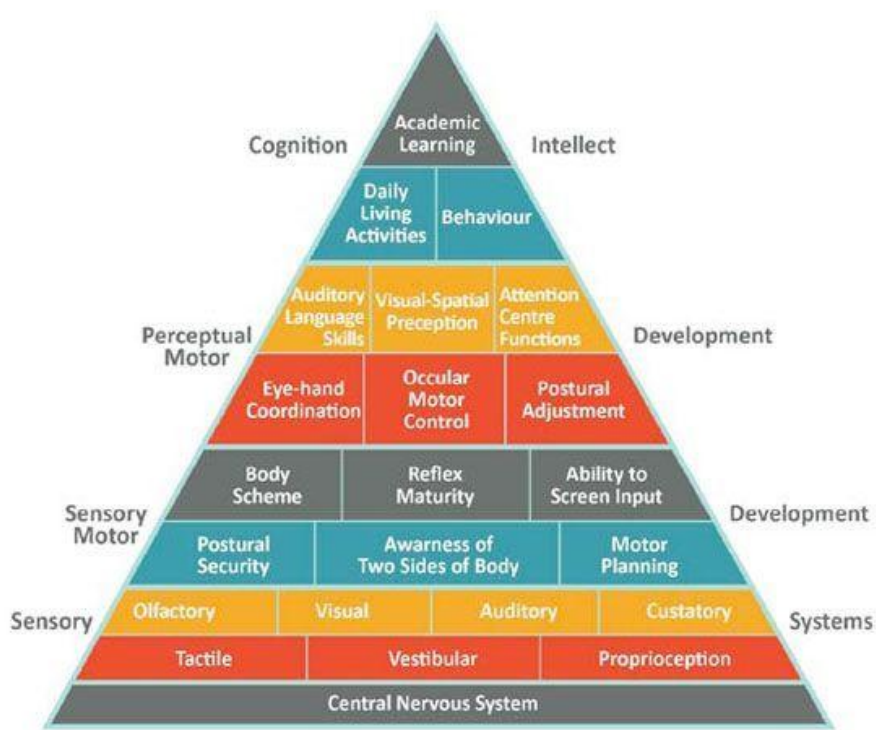 Academic
Learning
Cognition
Intellect
Daily
Living
Activities
Behaviour
Auditory
Language
Skills
Visual-Spatial
Preception
Attention
Centre
Functions
Perceptual
Motor
Development
Eye-hand
Coordination
Occular
Motor
Control
Postural
Adjustment
Body
Scheme
Reflex
Maturity
Ability to
Screen Input
Sensory
Motor
Development
Postural
Security
Awarness of
Two Sides of Body
Motor
Planning
Sensory
Olfactory
Visual
Auditory
Custatory
Systems
Tactile
Vestibular
Proprioception
Central Nervous System